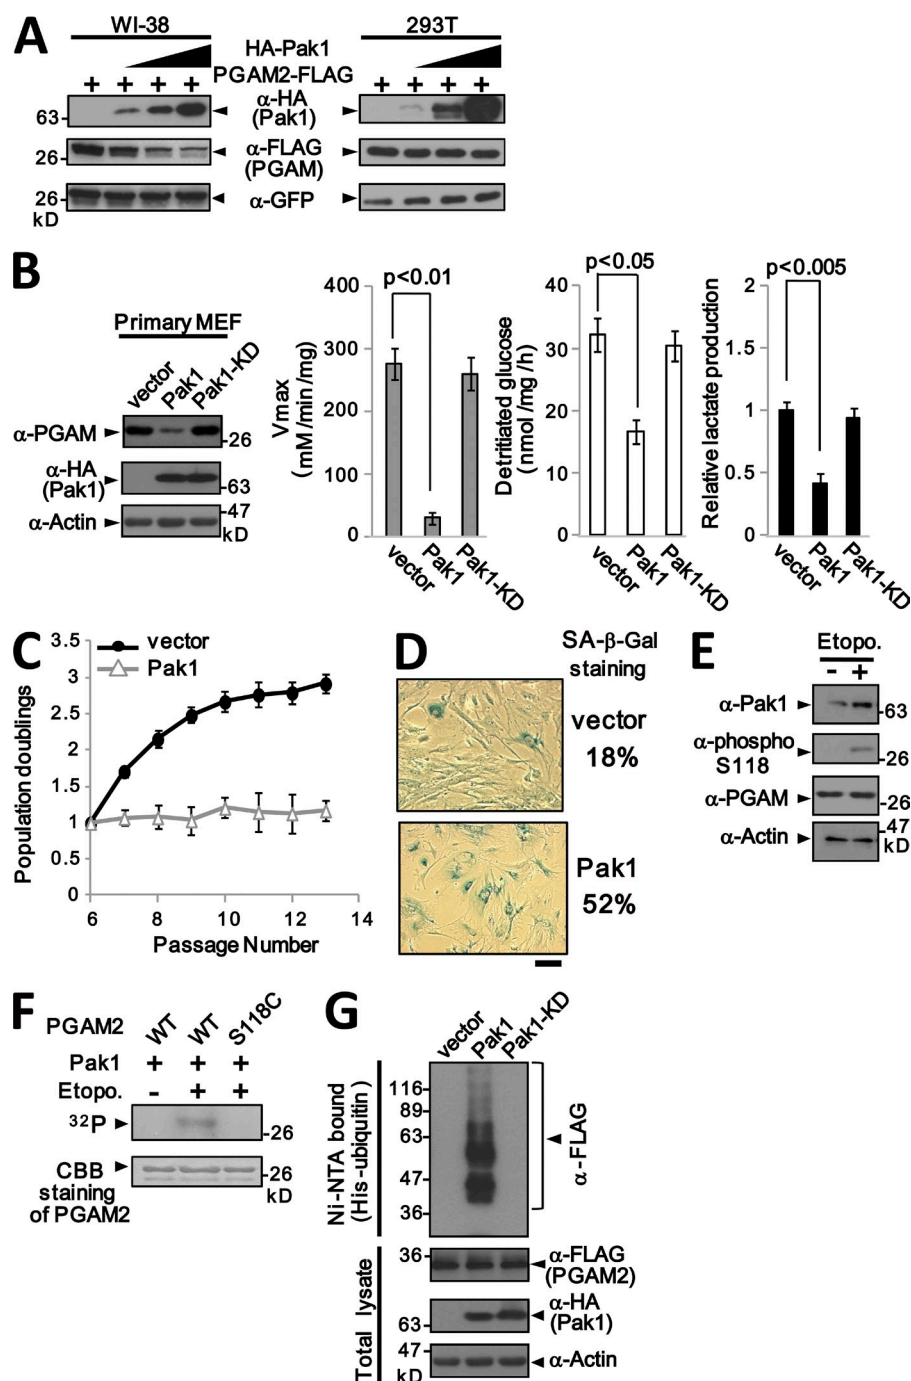 A
WI-38
293T
HA-Pak1
PGAM2-FLAG
+ + + +
+ + + +
63-
α-HA
(Pak1)
26-
α-FLAG
(PGAM)
26-
kD
α-GFP
B
Primary MEF
vector
Pak1
Pak1-KD
α-PGAM
-26
α-HA
(Pak1)
-63
-47
α-Actin
kD
p<0.01
400
300
200
100
0
Vmax
(mM/min/mg)
vector
Pak1
Pak1-KD
p<0.05
40
30
20
10
0
Detritiated glucose
(nmol/mg/h)
vector
Pak1
Pak1-KD
p<0.005
2
1.5
1
0.5
0
Relative lactate production
vector
Pak1
Pak1-KD
C
3.5
3
2.5
2
1.5
1
0.5
0
vector
Pak1
Population doublings
6 8 10 12 14
Passage Number
D
SA-β-Gal
staining
vector
18%
Pak1
52%
E
Etopo.
- +
α-Pak1
-63
α-phospho
S118
-26
α-PGAM
-26
-47
α-Actin
kD
F
PGAM2
WT
WT
S118C
Pak1 + + +
Etopo. - + +
32P
-26
CBB
staining
of PGAM2
-26
kD
G
vector
Pak1
Pak1-KD
Ni-NTA bound
(His-ubiquitin)
116-
89-
63-
47-
36-
α-FLAG
Total lysate
36-
α-FLAG
(PGAM2)
63-
α-HA
(Pak1)
47-
kD
α-Actin